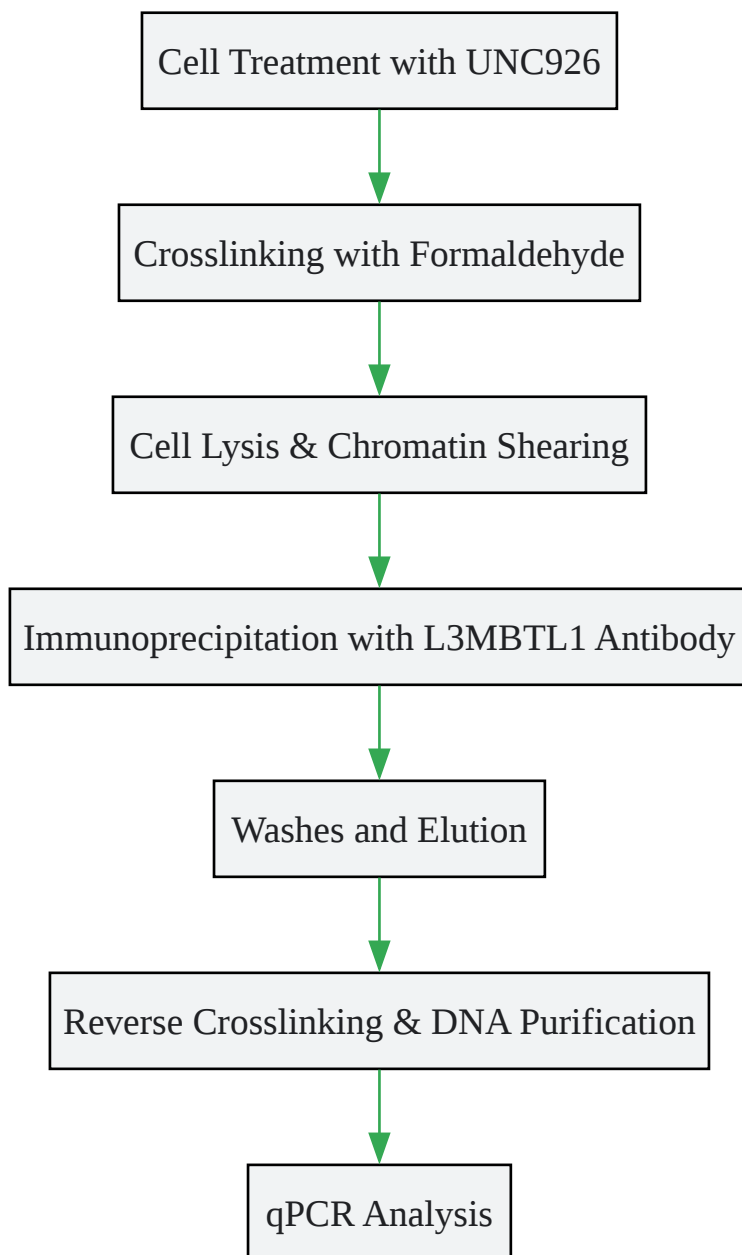 Cell Treatment with UNC926
Crosslinking with Formaldehyde
Cell Lysis & Chromatin Shearing
Immunoprecipitation with L3MBTL1 Antibody
Washes and Elution
Reverse Crosslinking & DNA Purification
qPCR Analysis